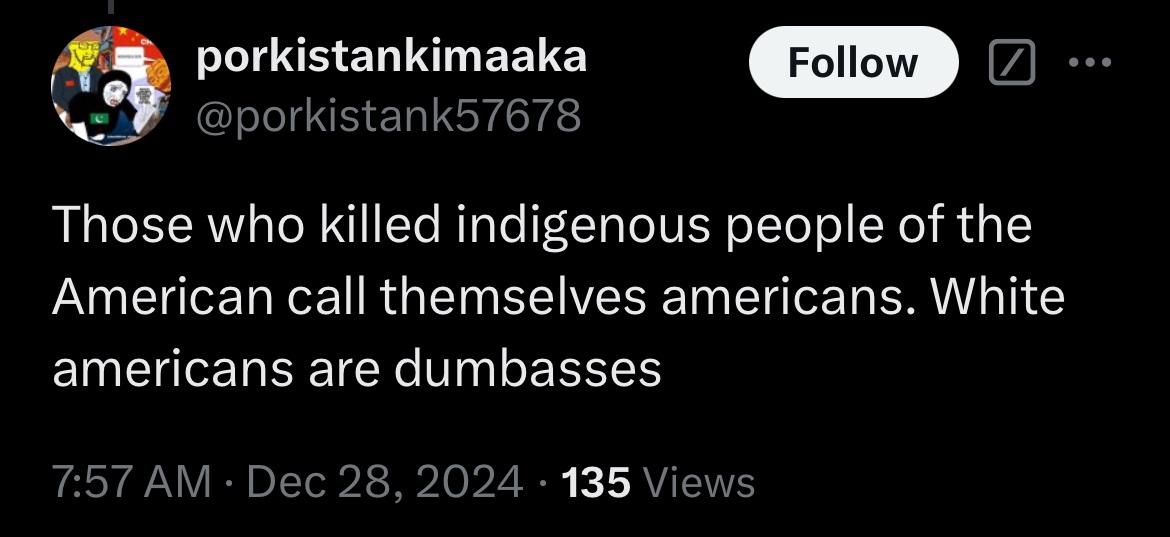 porkistankimaaka
Follow
@porkistank57678
Those who killed indigenous people of the
American call themselves americans. White
americans are dumbasses
7:57 AM · Dec 28, 2024 · 135 Views